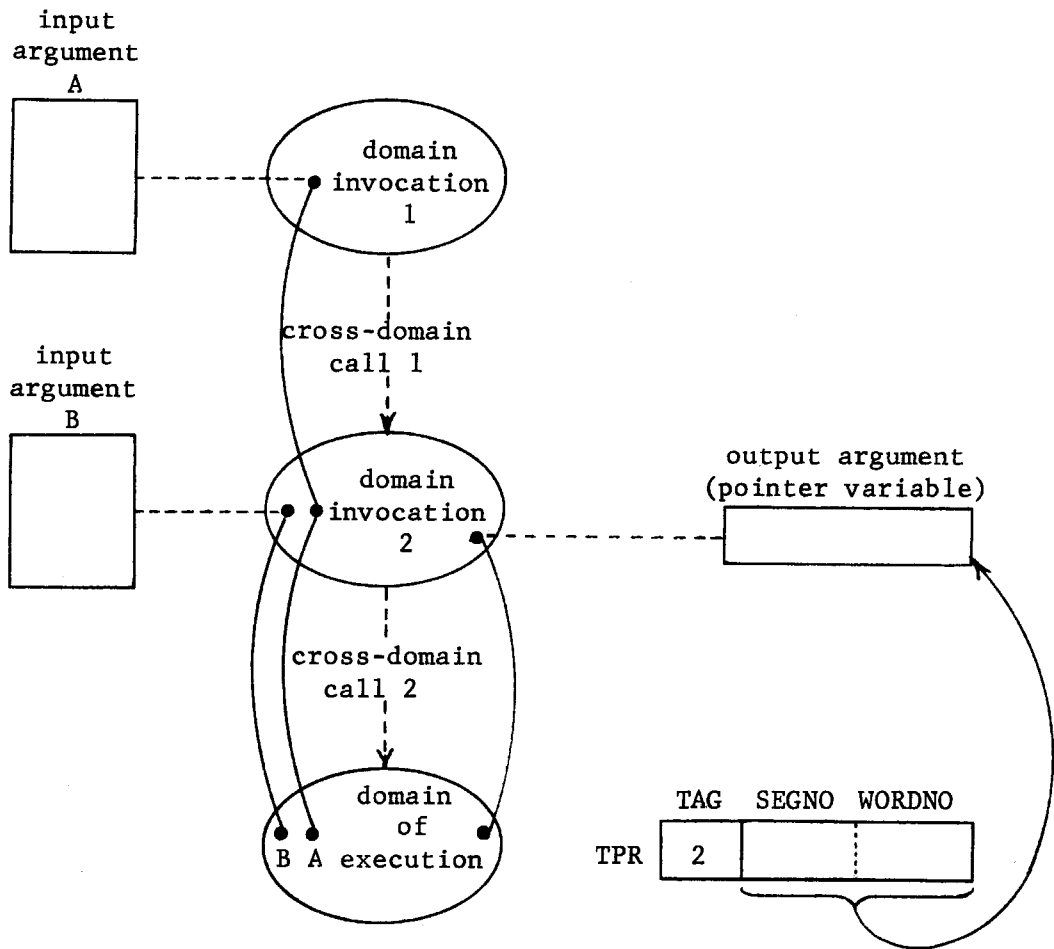 input
argument
A
domain
invocation
1
cross-domain
call 1
input
argument
B
domain
invocation
2
output argument
(pointer variable)
cross-domain
call 2
domain
of
execution
B A
TAG SEGNO WORDNO
TPR 2